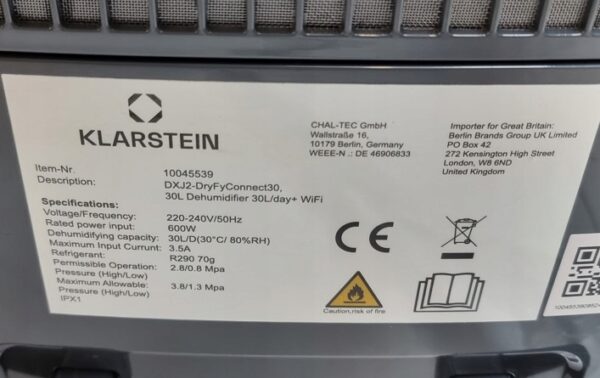 KLARSTEIN
CHAL-TEC GmbH
Wallstraße 16,
10179 Berlin, Germany
WEEE-N .: DE 46906833
Importer for Great Britain:
Berlin Brands Group UK Limited
PO Box 42
272 Kensington High Street
London, W8 6ND
United Kingdom
Item-Nr. 10045539
Description: DXJ2-DryFyConnect30,
30L Dehumidifier 30L/day+ WiFi
Specifications:
Voltage/Frequency: 220-240V/50Hz
Rated power input: 600W
Dehumidifying capacity: 30L/D(30°C/ 80%RH)
Maximum Input Currnt: 3.5A
Refrigerant: R290 70g
Permissible Operation: 2.8/0.8 Mpa
Pressure (High/Low)
Maximum Allowable: 3.8/1.3 Mpa
Pressure (High/Low)
IPX1
CE
Caution,risk of fire